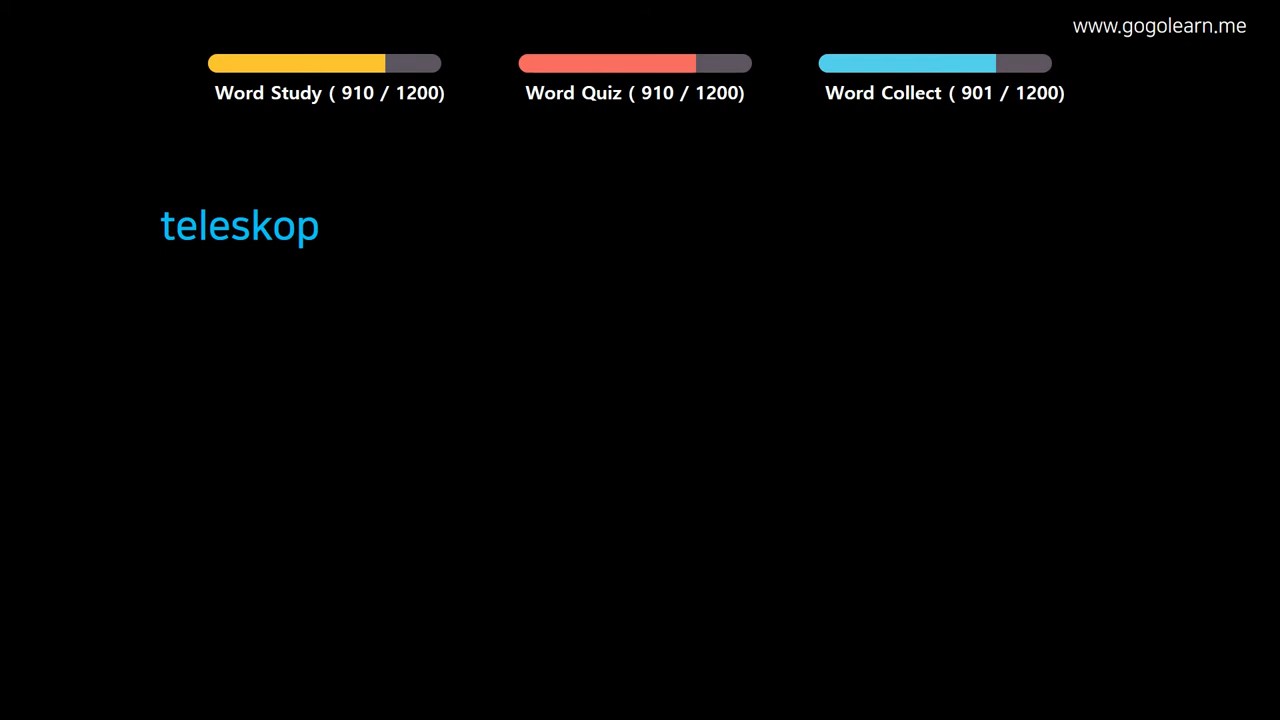 www.gogolearn.me
Word Study ( 910 / 1200)
Word Quiz ( 910 / 1200)
Word Collect ( 901 / 1200)
teleskop